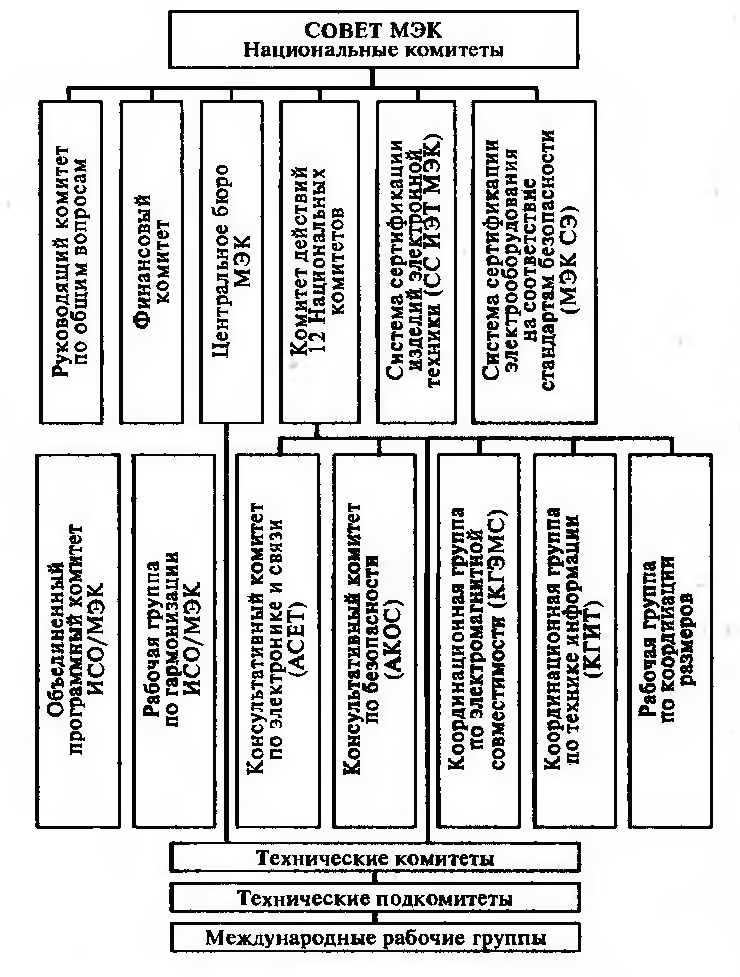 СОВЕТ МЭК
Национальные комитеты
Руководящий комитет
по общим вопросам
Финансовый
комитет
Центральное бюро
МЭК
Комитет действий
12 Национальных
комитетов
Система сертификации
изделий электронной
техники (СС ИЭТ МЭК)
Система сертификации
электрооборудования
на соответствие
стандартам безопасности
(МЭК СЭ)
Объединенный
программный комитет
ИСО/МЭК
Рабочая группа
по гармонизации
ИСО/МЭК
Консультативный комитет
по электронике и связи
(АСЕТ)
Консультативный комитет
по безопасности
(АКОС)
Координационная группа
по электромагнитной
совместимости (КГЭМС)
Координационная группа
по технике информации
(КГИТ)
Рабочая группа
по координации
размеров
Технические комитеты
Технические подкомитеты
Международные рабочие группы